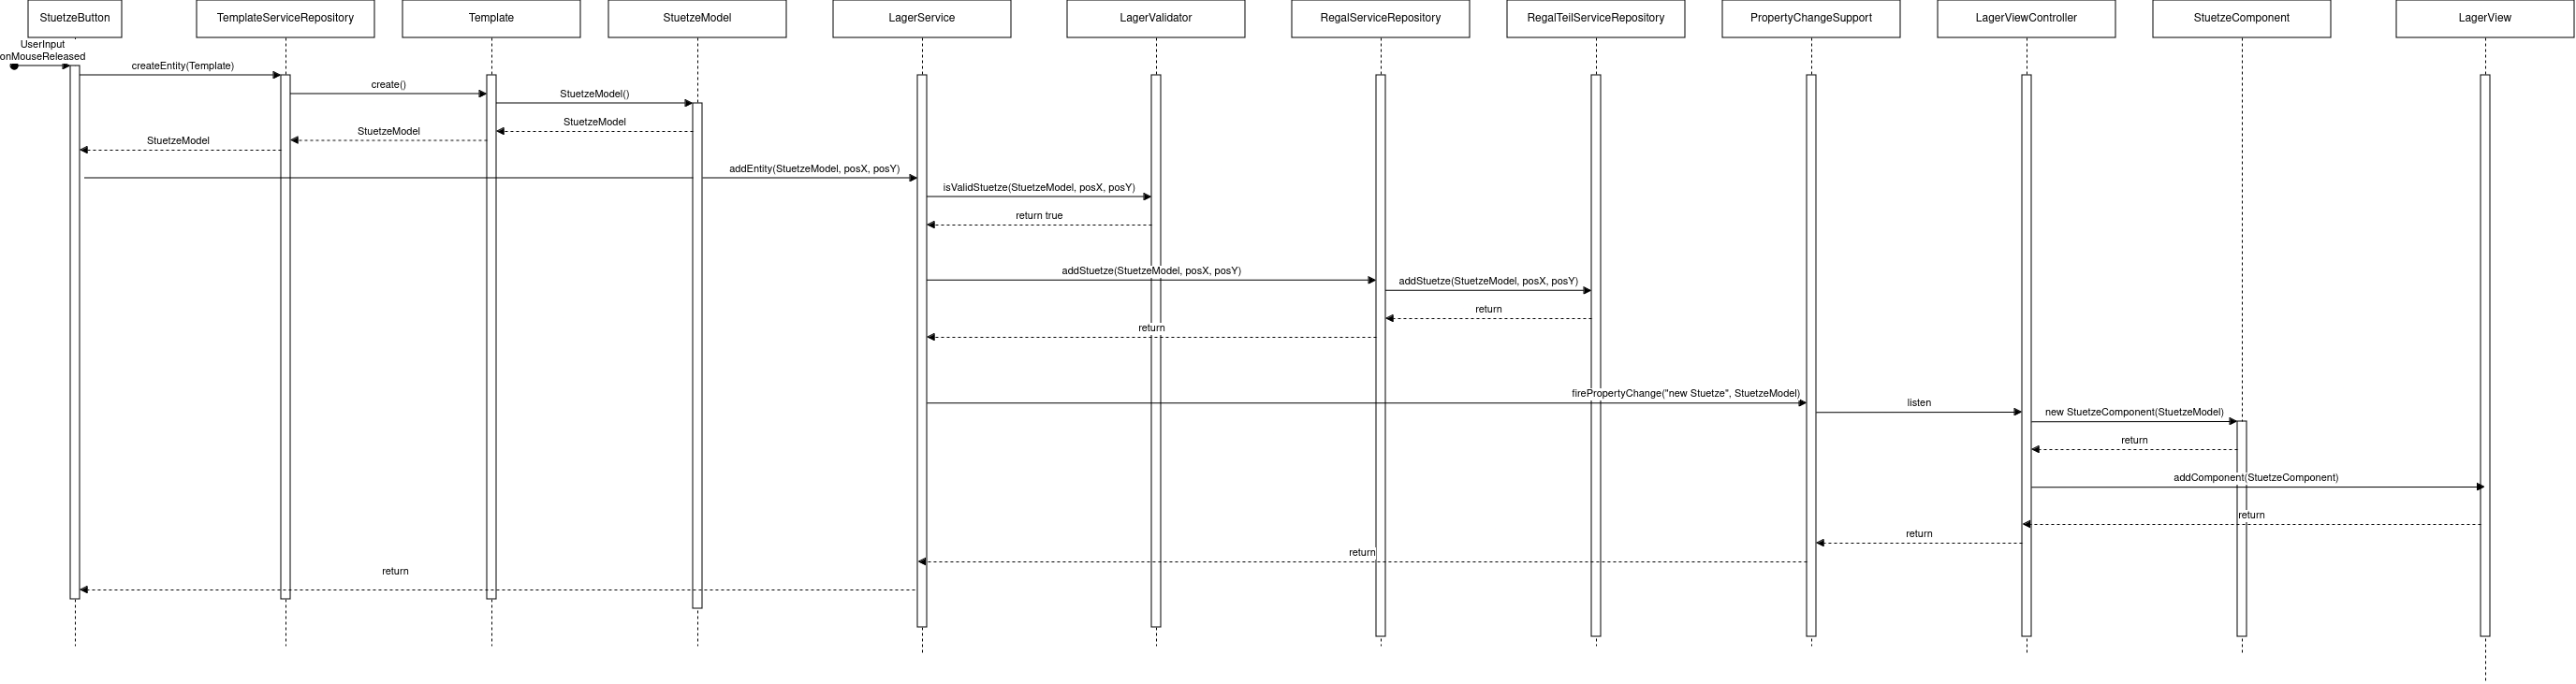 StuetzeButton
TemplateServiceRepository
Template
StuetzeModel
LagerService
LagerValidator
RegalServiceRepository
RegalTeilServiceRepository
PropertyChangeSupport
LagerViewController
StuetzeComponent
LagerView
UserInput
onMouseReleased
createEntity(Template)
create()
StuetzeModel()
StuetzeModel
StuetzeModel
StuetzeModel
addEntity(StuetzeModel, posX, posY)
isValidStuetze(StuetzeModel, posX, posY)
return true
addStuetze(StuetzeModel, posX, posY)
addStuetze(StuetzeModel, posX, posY)
return
return
firePropertyChange("new Stuetze", StuetzeModel)
listen
new StuetzeComponent(StuetzeModel)
return
addComponent(StuetzeComponent)
return
return
return
return